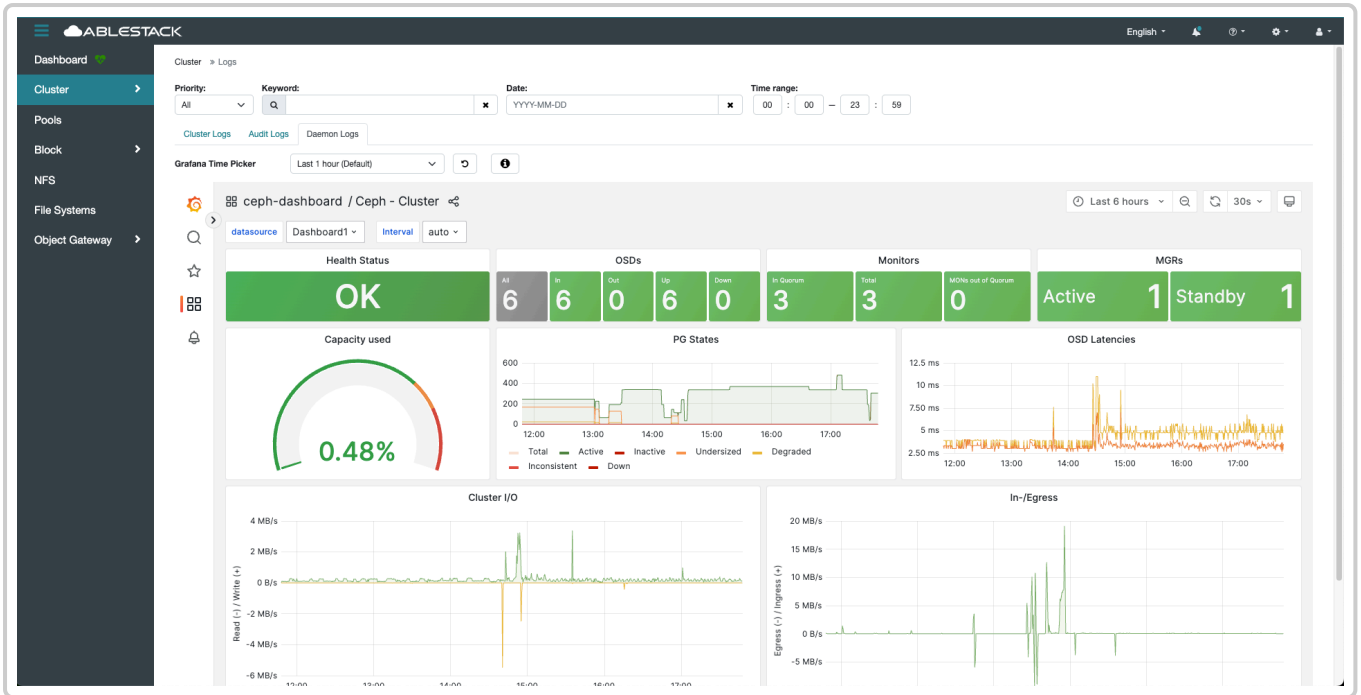 ABLESTACK
English
Dashboard
Cluster
Pools
Block
NFS
File Systems
Object Gateway
Cluster » Logs
Priority: Keyword: Date: Time range:
All YYYY-MM-DD 00 : 00 — 23 : 59
Cluster Logs Audit Logs Daemon Logs
Grafana Time Picker Last 1 hour (Default)
ceph-dashboard / Ceph - Cluster Last 6 hours 30s
datasource Dashboard1 Interval auto
Health Status
OK
OSDs
All In Out Up Down
6 6 0 6 0
Monitors
In Quorum Total MONs out of Quorum
3 3 0
MGRs
Active 1 Standby 1
Capacity used
0.48%
PG States
600
400
200
0
12:00 13:00 14:00 15:00 16:00 17:00
Total Active Inactive Undersized Degraded
Inconsistent Down
OSD Latencies
12.5 ms
10 ms
7.50 ms
5 ms
2.50 ms
12:00 13:00 14:00 15:00 16:00 17:00
Cluster I/O
Read (-) / Write (+)
4 MB/s
2 MB/s
0 B/s
-2 MB/s
-4 MB/s
-6 MB/s
12:00 13:00 14:00 15:00 16:00 17:00
In-/Egress
Egress (-) / Ingress (+)
20 MB/s
15 MB/s
10 MB/s
5 MB/s
0 B/s
-5 MB/s